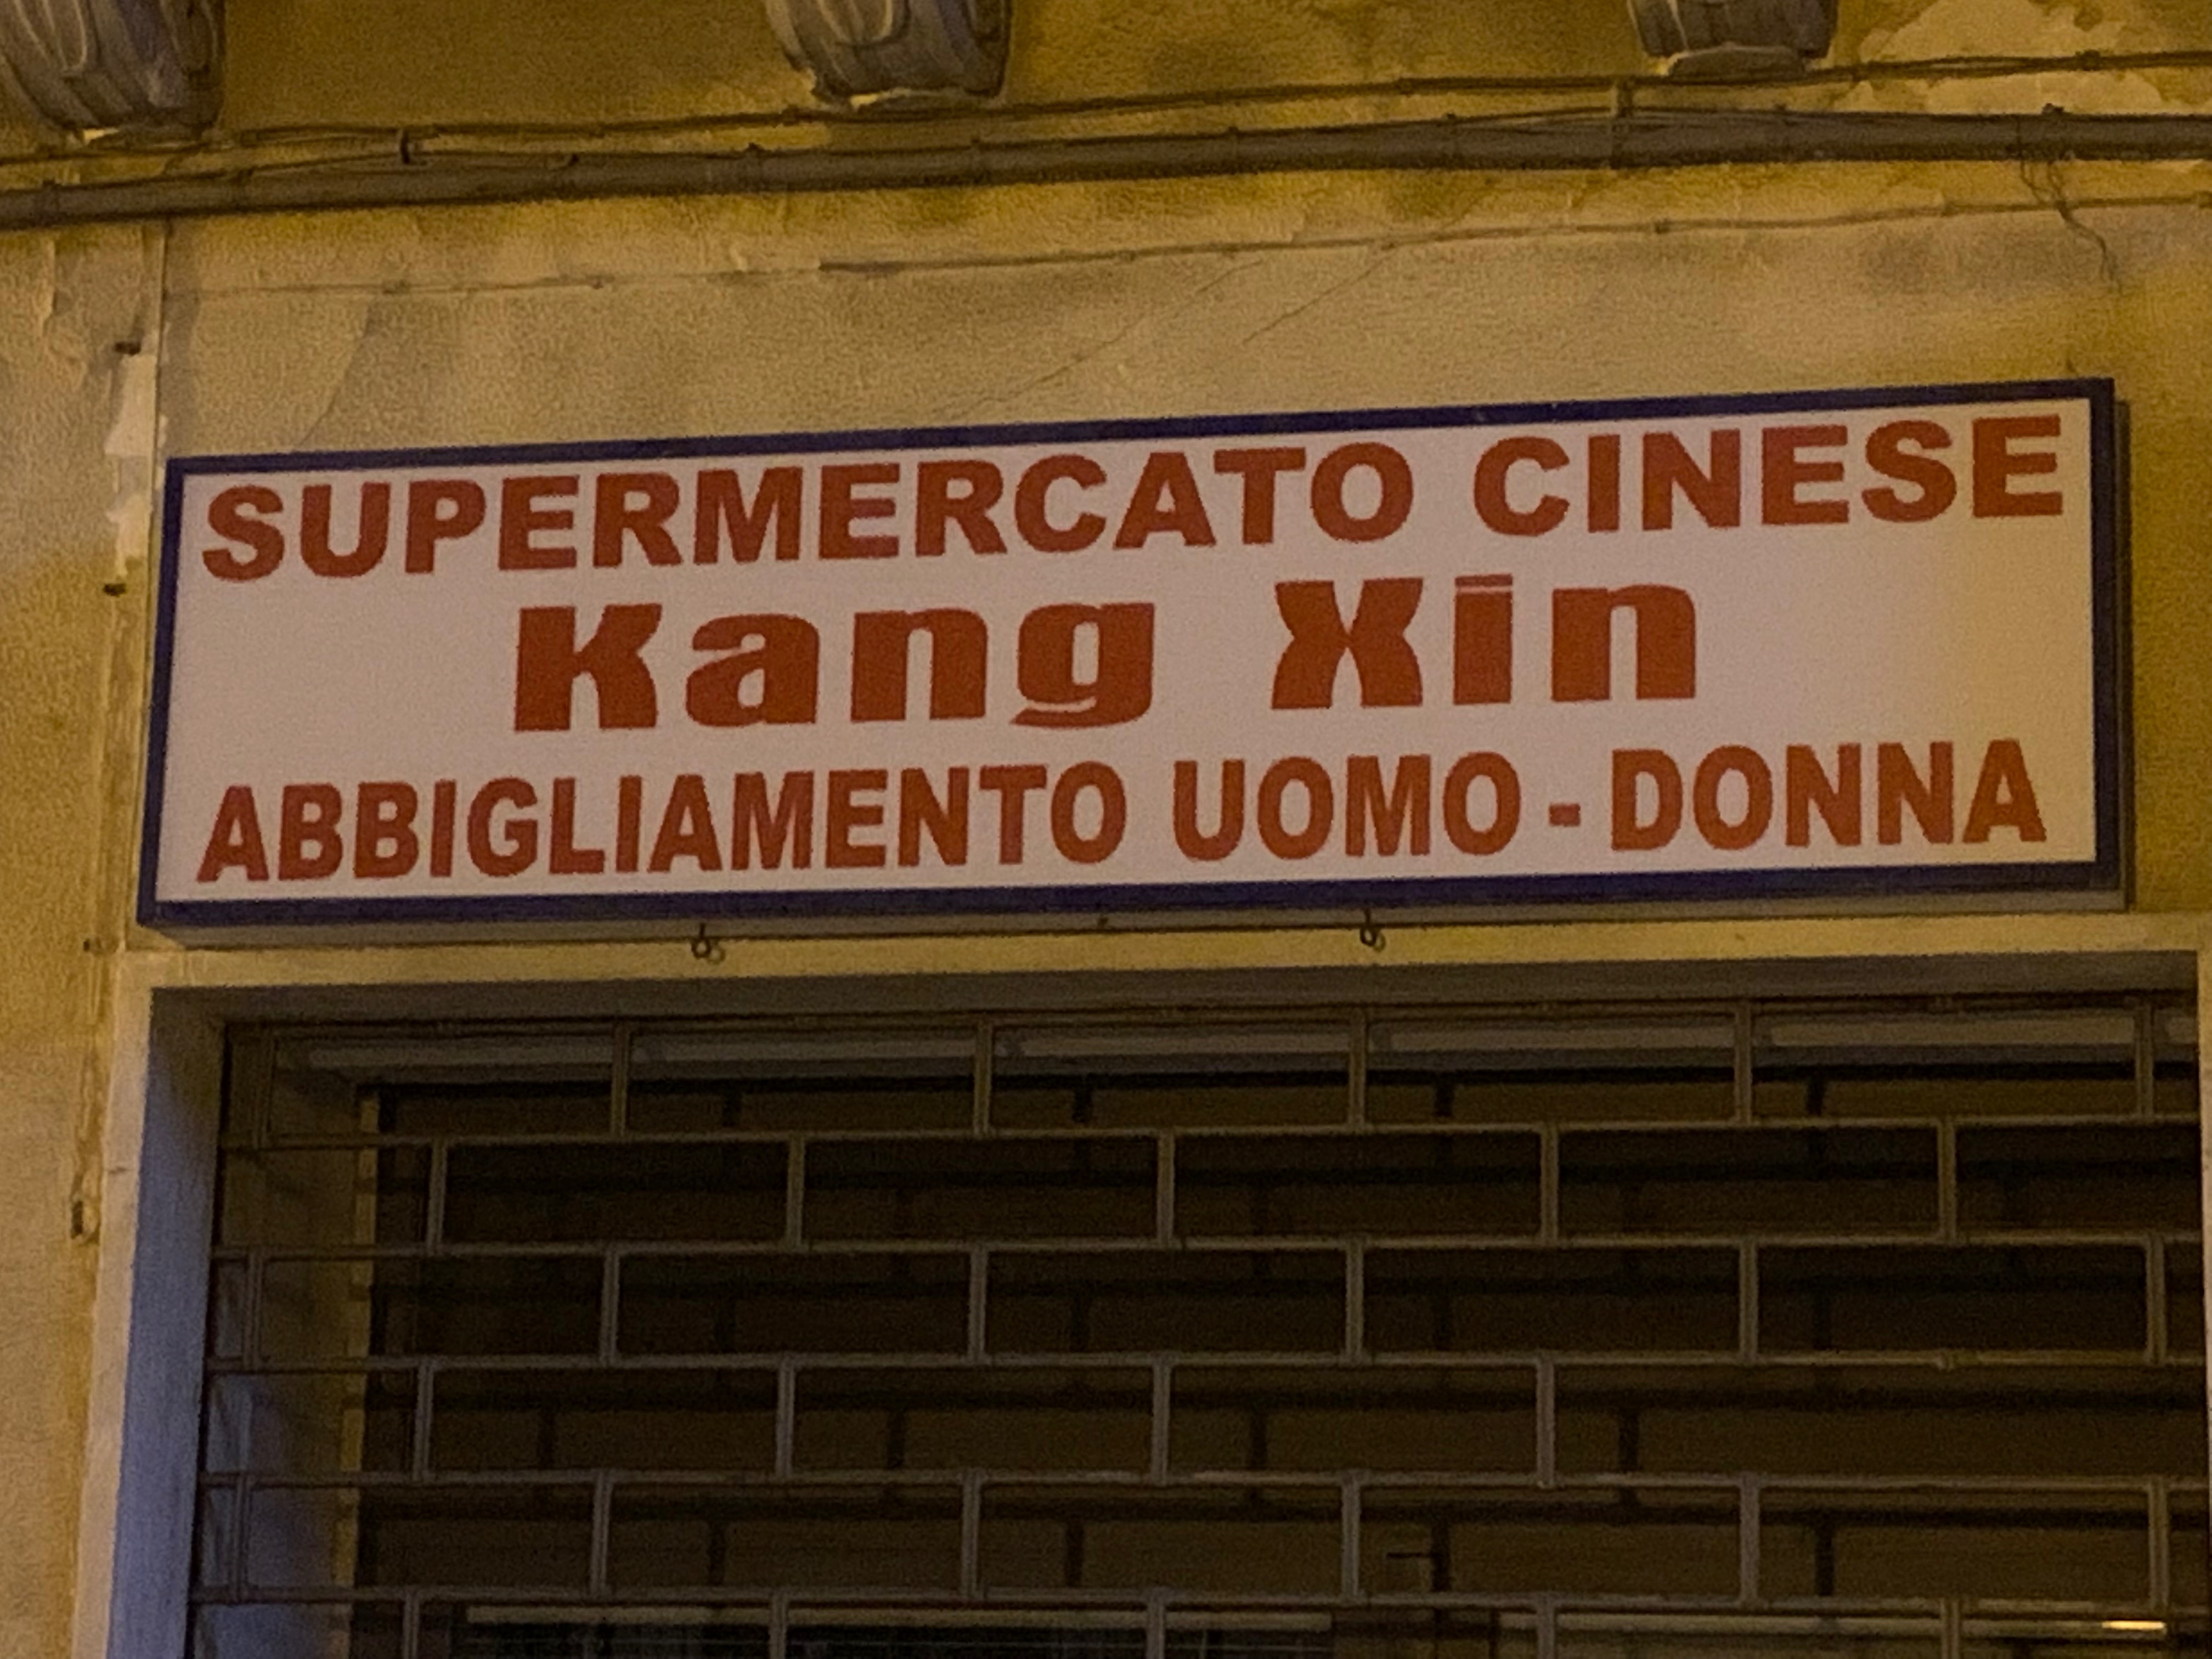 SUPERMERCATO CINESE
Kang Xin
ABBIGLIAMENTO UOMO - DONNA